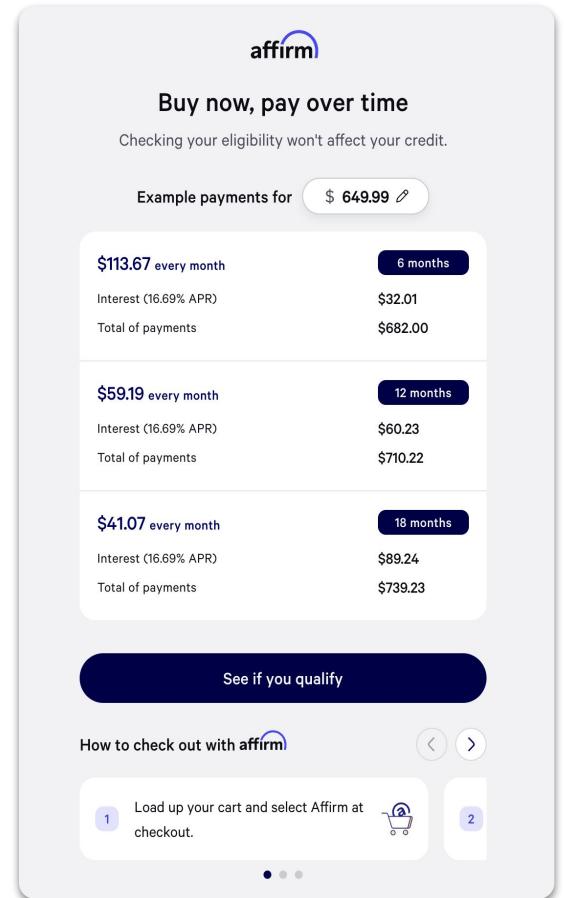 affirm
Buy now, pay over time
Checking your eligibility won't affect your credit.
Example payments for $ 649.99
$113.67 every month 6 months
Interest (16.69% APR) $32.01
Total of payments $682.00
$59.19 every month 12 months
Interest (16.69% APR) $60.23
Total of payments $710.22
$41.07 every month 18 months
Interest (16.69% APR) $89.24
Total of payments $739.23
See if you qualify
How to check out with affirm
1 Load up your cart and select Affirm at 2
checkout.